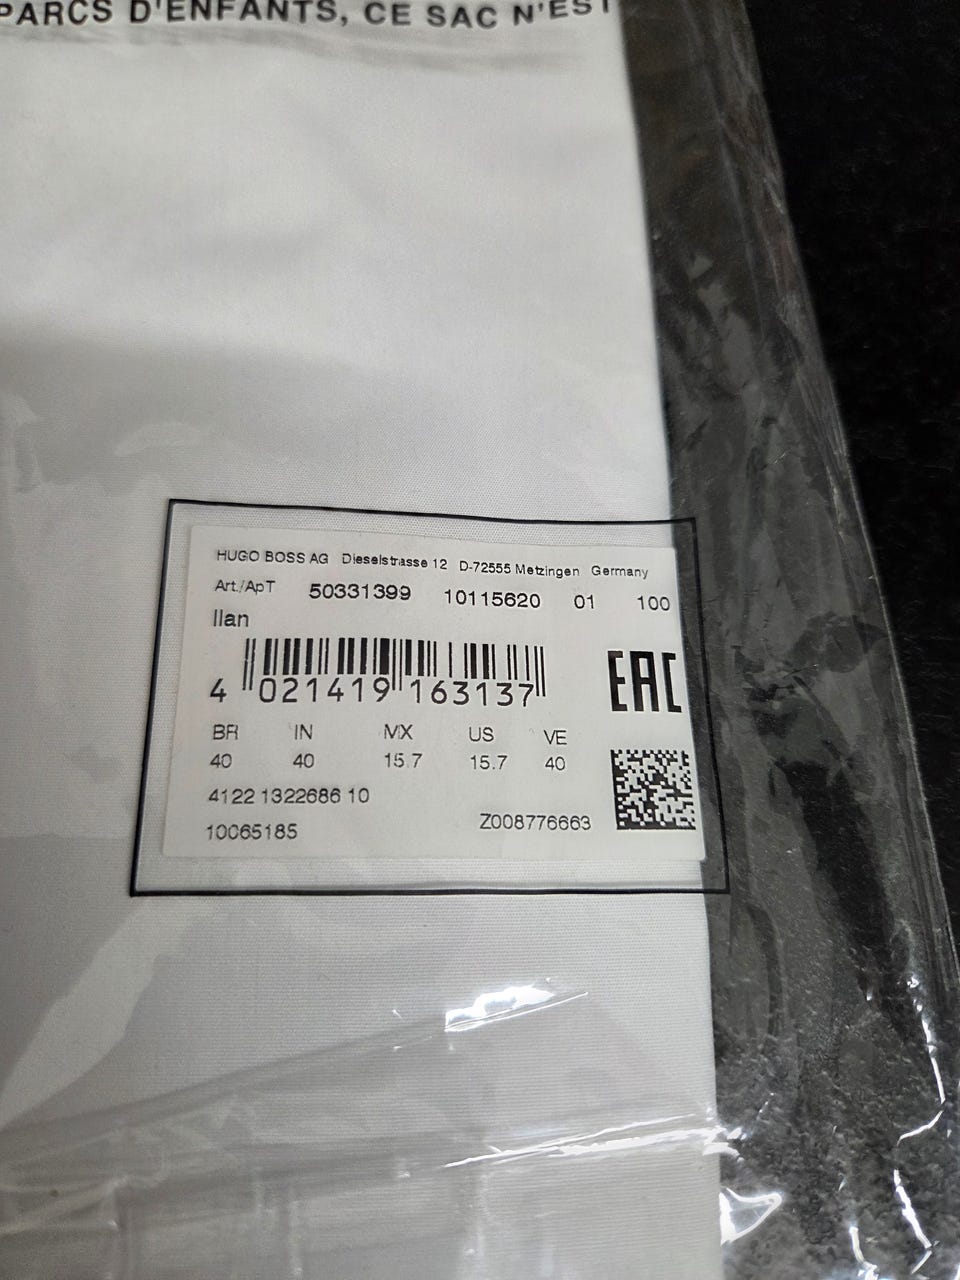 PARCS D'ENFANTS, CE SAC N'EST
HUGO BOSS AG Dieselstrasse 12 D-72555 Metzingen Germany
Art./ApT 50331399 10115620 01 100
Ilan
4 021419 163137
EAC
BR IN MX US VE
40 40 15.7 15.7 40
4122 1322686 10
10065185 Z008776663